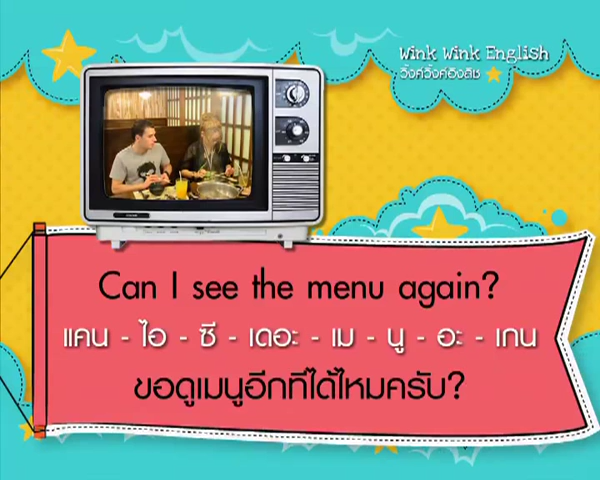 Wink Wink English
วิ้งค์วิ้งค์อิงลิช
Can I see the menu again?
แคน - ไอ - ซี - เดอะ - เม - นู - อะ - เกน
ขอดูเมนูอีกทีได้ไหมครับ?